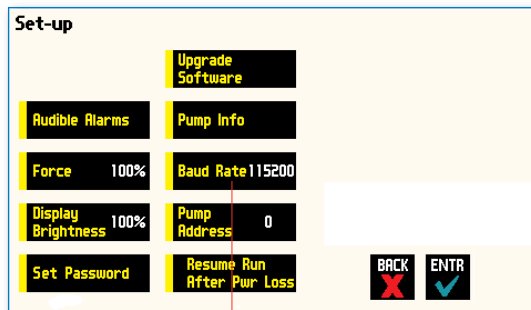 Set-up
Upgrade
Software
Audible Alarms
Pump Info
Force 100%
Baud Rate 115200
Display
Brightness 100%
Pump
Address 0
Set Password
Resume Run
After Pwr Loss
BACK
ENTR